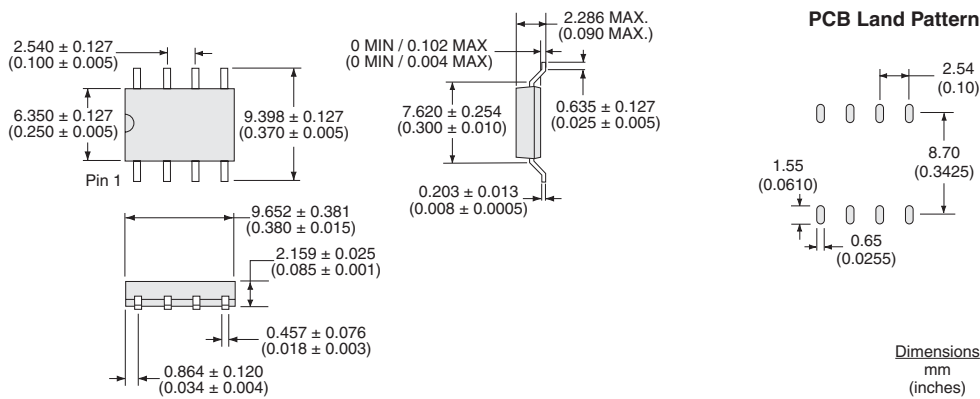 2.540 ± 0.127
(0.100 ± 0.005)
6.350 ± 0.127
(0.250 ± 0.005)
9.398 ± 0.127
(0.370 ± 0.005)
Pin 1
9.652 ± 0.381
(0.380 ± 0.015)
2.159 ± 0.025
(0.085 ± 0.001)
0.457 ± 0.076
(0.018 ± 0.003)
0.864 ± 0.120
(0.034 ± 0.004)
2.286 MAX.
(0.090 MAX.)
0 MIN / 0.102 MAX
(0 MIN / 0.004 MAX)
7.620 ± 0.254
(0.300 ± 0.010)
0.635 ± 0.127
(0.025 ± 0.005)
0.203 ± 0.013
(0.008 ± 0.0005)
PCB Land Pattern
2.54
(0.10)
8.70
(0.3425)
1.55
(0.0610)
0.65
(0.0255)
Dimensions
mm
(inches)